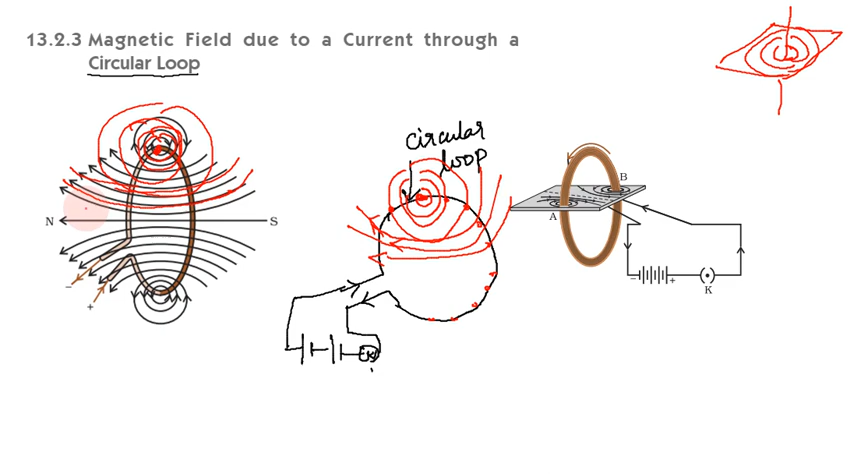 13.2.3 Magnetic Field due to a Current through a
Circular Loop
circular
loop
N
S
−
+
A
B
− +
K
(K)